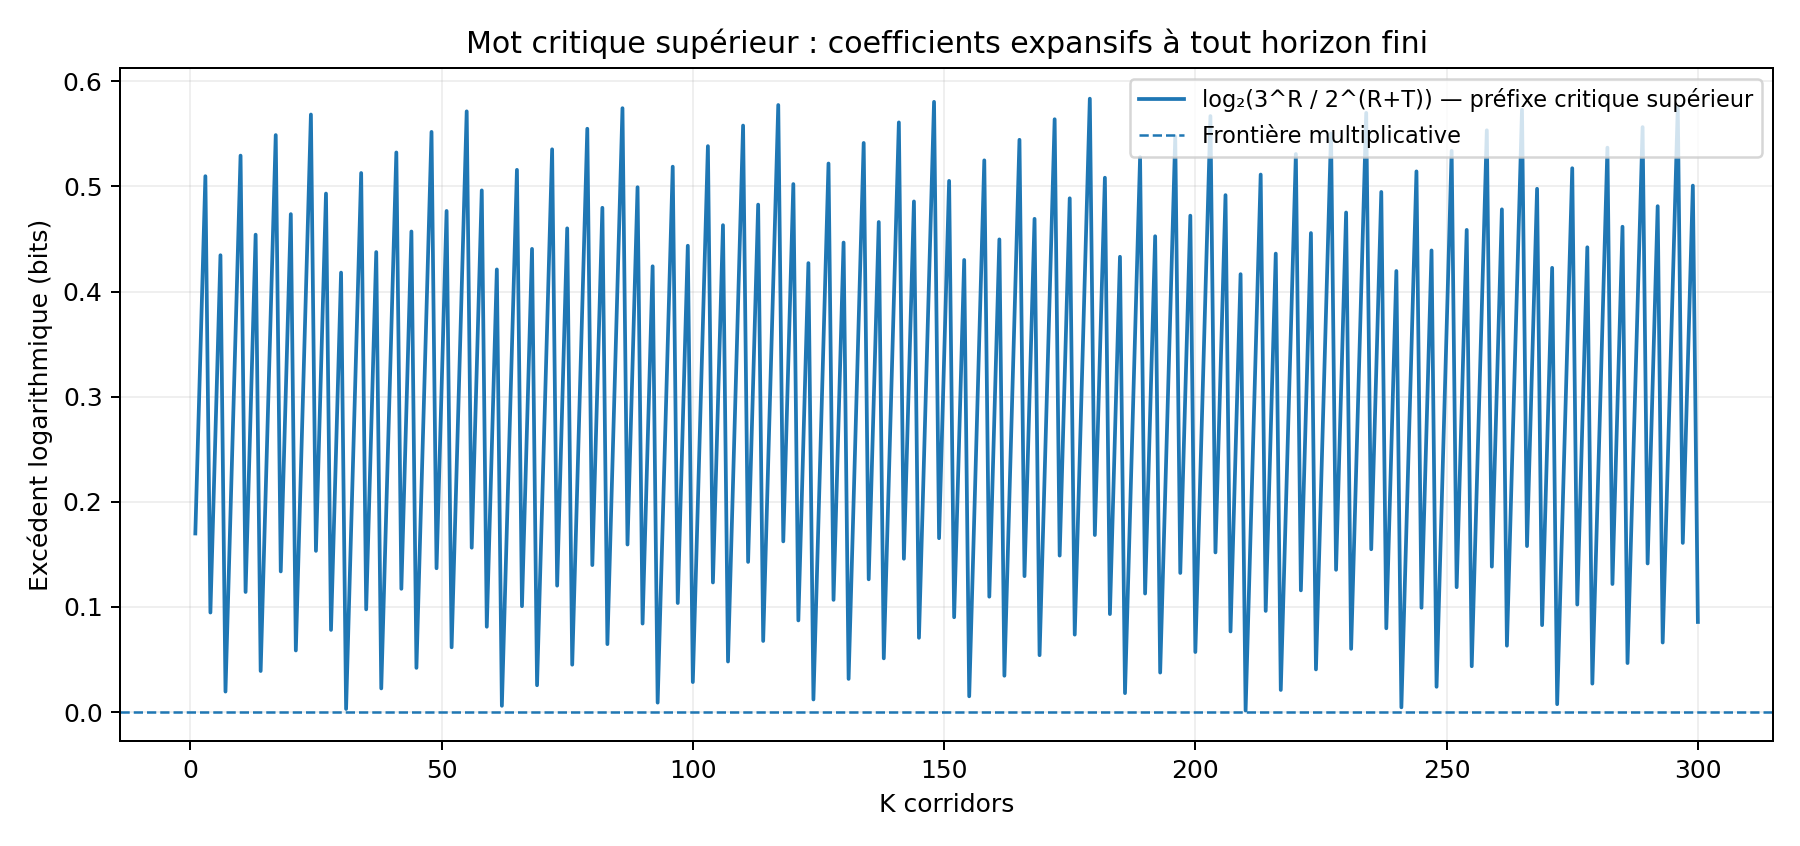 Mot critique supérieur : coefficients expansifs à tout horizon fini
log₂(3^R / 2^(R+T)) — préfixe critique supérieur
Frontière multiplicative
Excédent logarithmique (bits)
0.6
0.5
0.4
0.3
0.2
0.1
0.0
0 50 100 150 200 250 300
K corridors